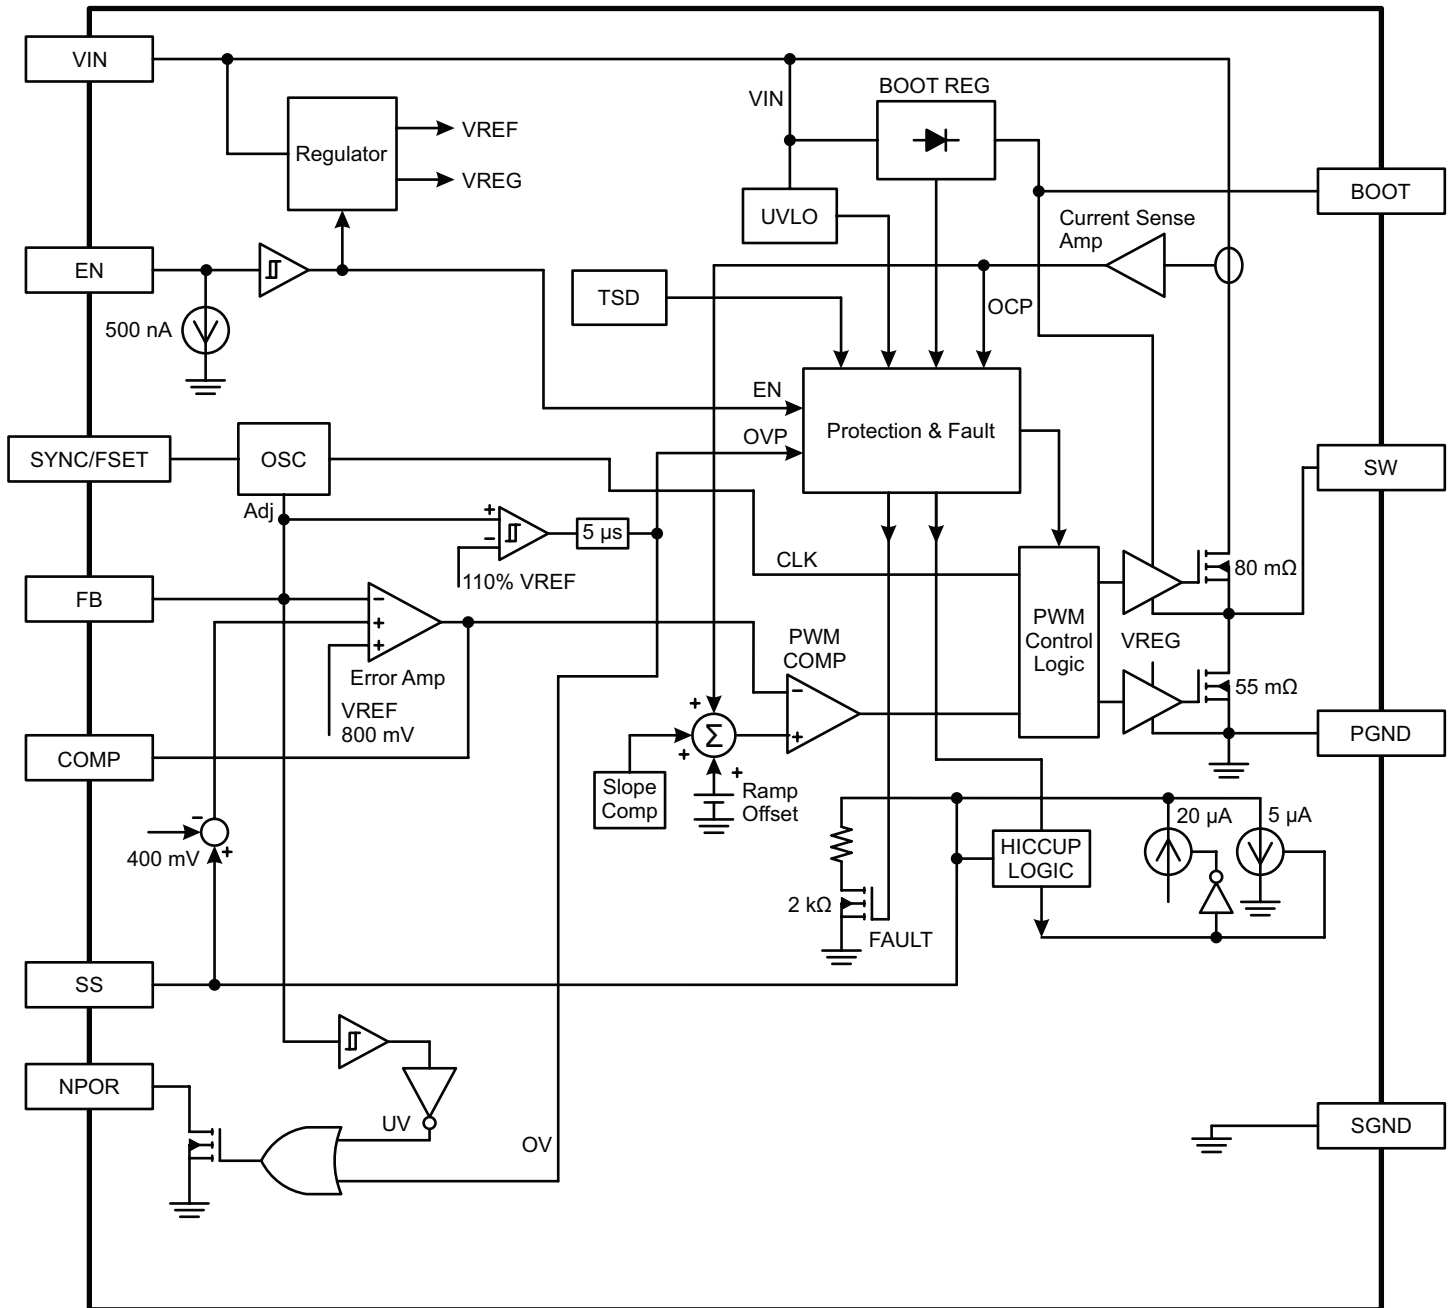 VIN
BOOT REG
VIN
VREF
Regulator
VREG
BOOT
UVLO
Current Sense
Amp
EN
TSD
OCP
500 nA
EN
Protection & Fault
OVP
SYNC/FSET
OSC
SW
Adj
+
5 µs
−
CLK
110% VREF
80 mΩ
FB
−
+
+
PWM
COMP
PWM
Control
Logic
VREG
Error Amp
−
55 mΩ
VREF
800 mV
+
Σ
+
PGND
COMP
+
+
Slope
Comp
Ramp
Offset
20 µA
5 µA
−
400 mV
+
HICCUP
LOGIC
2 kΩ
FAULT
SS
NPOR
UV
OV
SGND